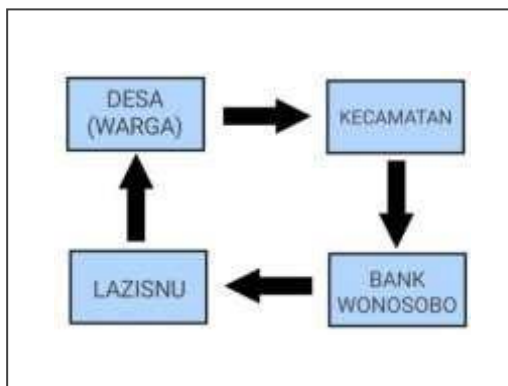 DESA
(WARGA)
KECAMATAN
LAZISNU
BANK
WONOSOBO